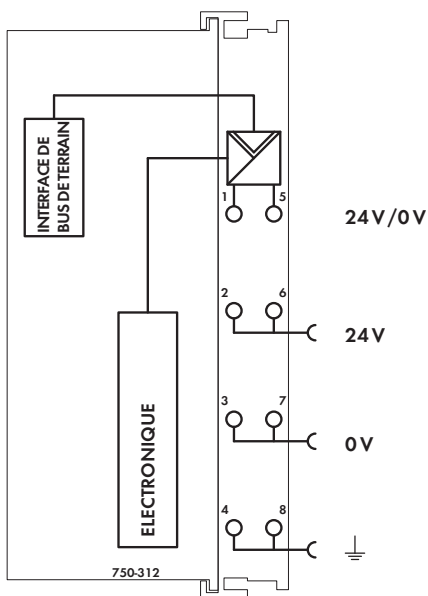 INTERFACE DE
BUS DE TERRAIN
1
5
24V/0V
2
6
24V
3
7
0V
ELECTRONIQUE
4
8
750-312